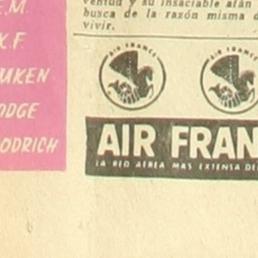 E.M.
K.F.
ODGE
ODRICH
ventud y su insaciable afán
busca de la razón misma d
vivir.
AIR FRANCE
AIR FRANCE
AIR FRAN
LA RED AEREA MAS EXTENSA DE